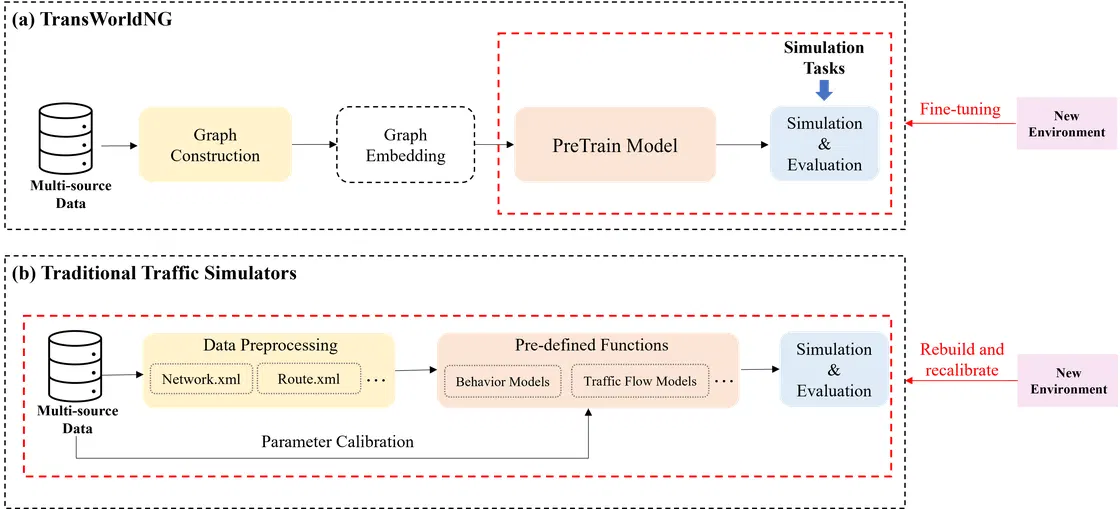 (a) TransWorldNG
Simulation
Tasks
Multi-source
Data
Graph
Construction
Graph
Embedding
PreTrain Model
Simulation
&
Evaluation
Fine-tuning
New
Environment
(b) Traditional Traffic Simulators
Multi-source
Data
Data Preprocessing
Network.xml
Route.xml
...
Pre-defined Functions
Behavior Models
Traffic Flow Models
...
Simulation
&
Evaluation
Parameter Calibration
Rebuild and
recalibrate
New
Environment